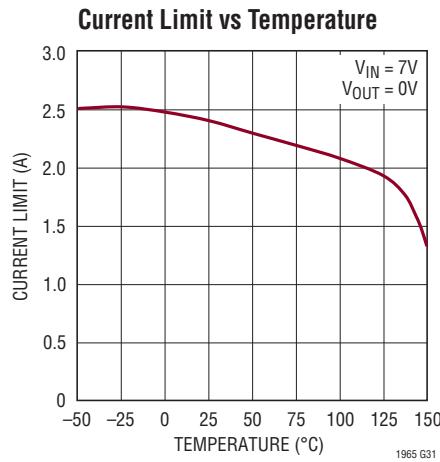 Current Limit vs Temperature
3.0
2.5
2.0
1.5
1.0
0.5
0
CURRENT LIMIT (A)
VIN = 7V
VOUT = 0V
–50 –25 0 25 50 75 100 125 150
TEMPERATURE (°C)
1965 G31